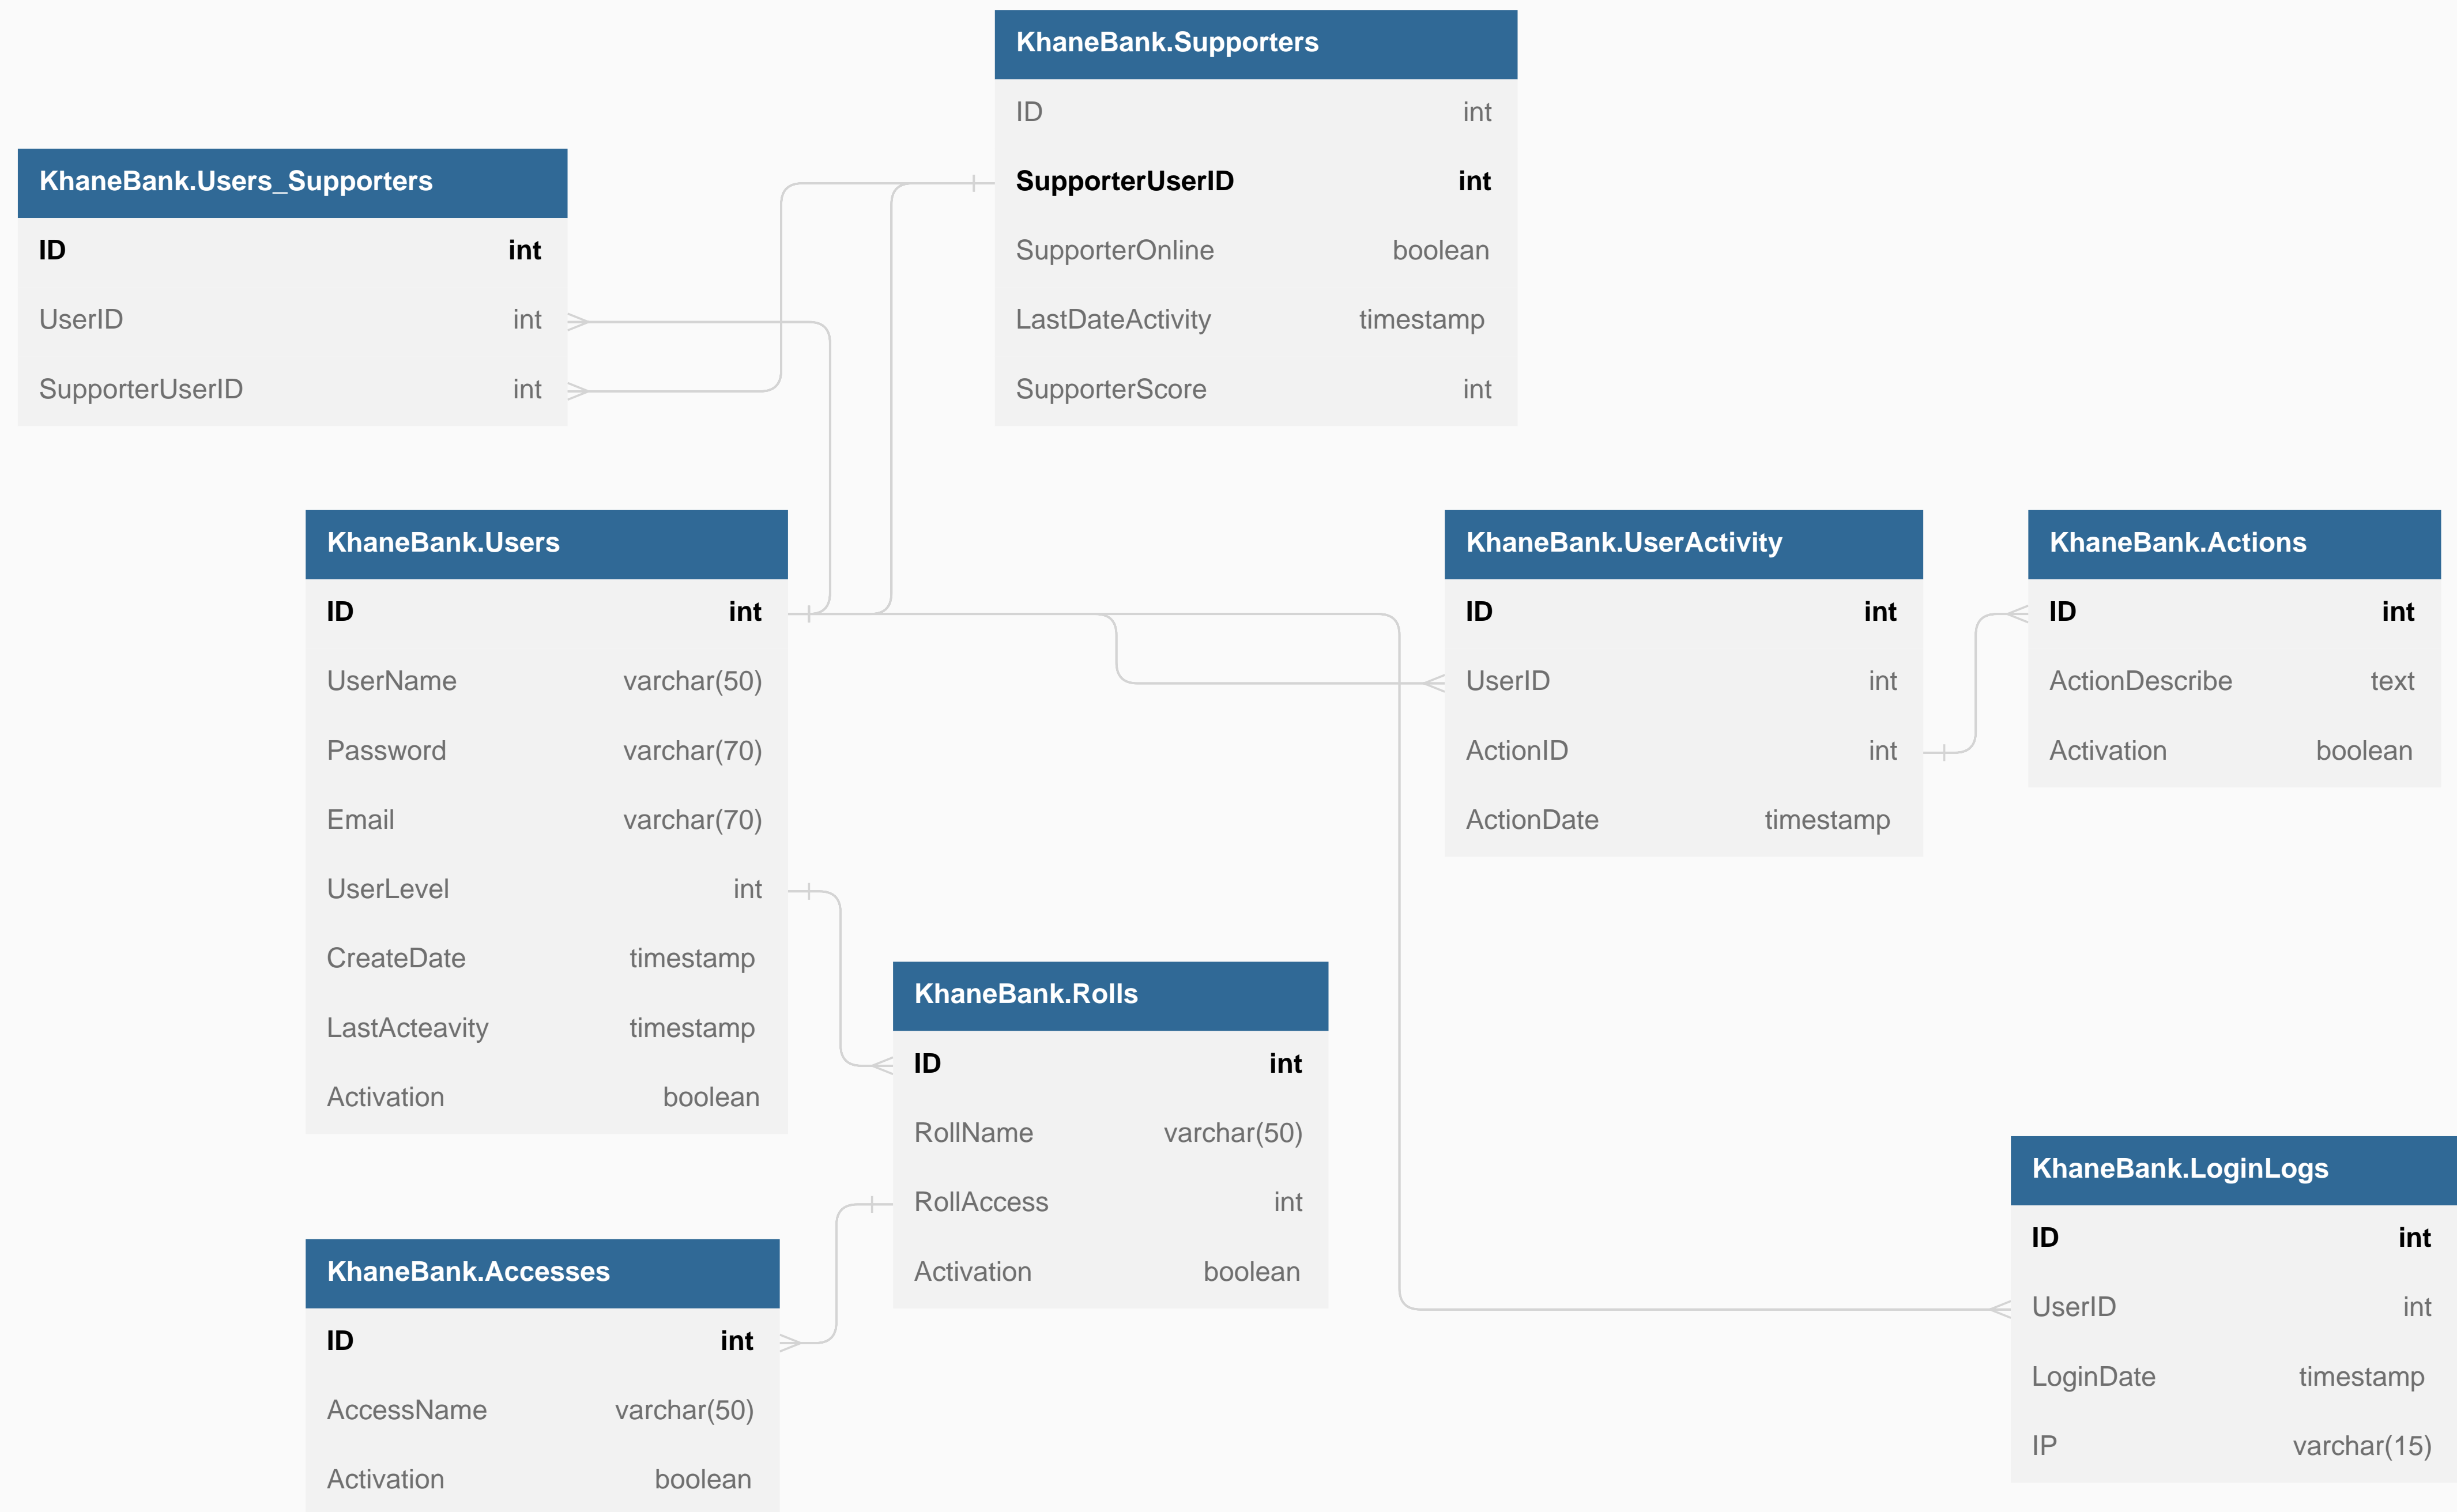 KhaneBank.Supporters
ID int
SupporterUserID int
SupporterOnline boolean
LastDateActivity timestamp
SupporterScore int
KhaneBank.Users_Supporters
ID int
UserID int
SupporterUserID int
KhaneBank.Users
ID int
UserName varchar(50)
Password varchar(70)
Email varchar(70)
UserLevel int
CreateDate timestamp
LastActeavity timestamp
Activation boolean
KhaneBank.UserActivity
ID int
UserID int
ActionID int
ActionDate timestamp
KhaneBank.Actions
ID int
ActionDescribe text
Activation boolean
KhaneBank.Rolls
ID int
RollName varchar(50)
RollAccess int
Activation boolean
KhaneBank.Accesses
ID int
AccessName varchar(50)
Activation boolean
KhaneBank.LoginLogs
ID int
UserID int
LoginDate timestamp
IP varchar(15)